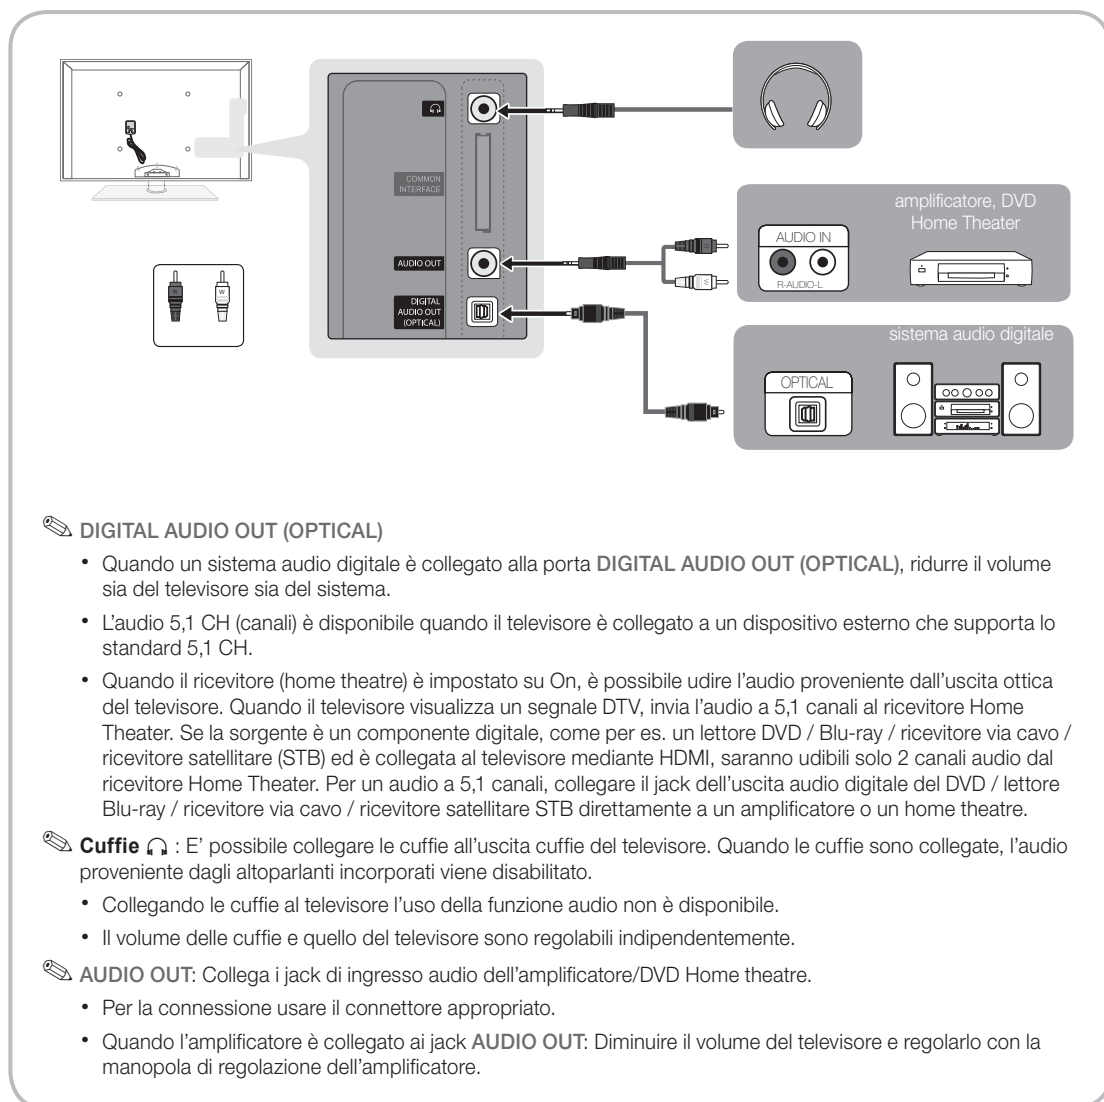 COMMON
INTERFACE
AUDIO OUT
DIGITAL
AUDIO OUT
(OPTICAL)
R
W
R
W
amplificatore, DVD
Home Theater
AUDIO IN
R-AUDIO-L
sistema audio digitale
OPTICAL
DIGITAL AUDIO OUT (OPTICAL)
• Quando un sistema audio digitale è collegato alla porta DIGITAL AUDIO OUT (OPTICAL), ridurre il volume
sia del televisore sia del sistema.
• L’audio 5,1 CH (canali) è disponibile quando il televisore è collegato a un dispositivo esterno che supporta lo
standard 5,1 CH.
• Quando il ricevitore (home theatre) è impostato su On, è possibile udire l’audio proveniente dall’uscita ottica
del televisore. Quando il televisore visualizza un segnale DTV, invia l’audio a 5,1 canali al ricevitore Home
Theater. Se la sorgente è un componente digitale, come per es. un lettore DVD / Blu-ray / ricevitore via cavo /
ricevitore satellitare (STB) ed è collegata al televisore mediante HDMI, saranno udibili solo 2 canali audio dal
ricevitore Home Theater. Per un audio a 5,1 canali, collegare il jack dell’uscita audio digitale del DVD / lettore
Blu-ray / ricevitore via cavo / ricevitore satellitare STB direttamente a un amplificatore o un home theatre.
Cuffie : E’ possibile collegare le cuffie all’uscita cuffie del televisore. Quando le cuffie sono collegate, l’audio
proveniente dagli altoparlanti incorporati viene disabilitato.
• Collegando le cuffie al televisore l’uso della funzione audio non è disponibile.
• Il volume delle cuffie e quello del televisore sono regolabili indipendentemente.
AUDIO OUT: Collega i jack di ingresso audio dell’amplificatore/DVD Home theatre.
• Per la connessione usare il connettore appropriato.
• Quando l’amplificatore è collegato ai jack AUDIO OUT: Diminuire il volume del televisore e regolarlo con la
manopola di regolazione dell’amplificatore.